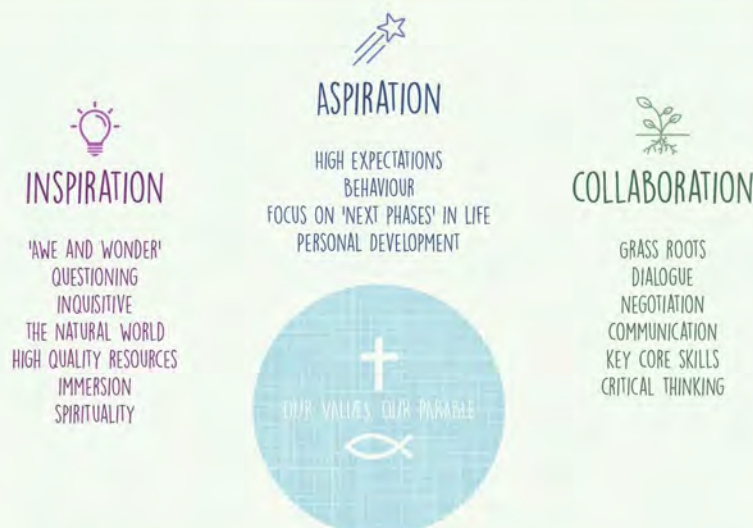 INSPIRATION
'AWE AND WONDER'
QUESTIONING
INQUISITIVE
THE NATURAL WORLD
HIGH QUALITY RESOURCES
IMMERSION
SPIRITUALITY
ASPIRATION
HIGH EXPECTATIONS
BEHAVIOUR
FOCUS ON 'NEXT PHASES' IN LIFE
PERSONAL DEVELOPMENT
OUR VALUES, OUR PARABLE
COLLABORATION
GRASS ROOTS
DIALOGUE
NEGOTIATION
COMMUNICATION
KEY CORE SKILLS
CRITICAL THINKING